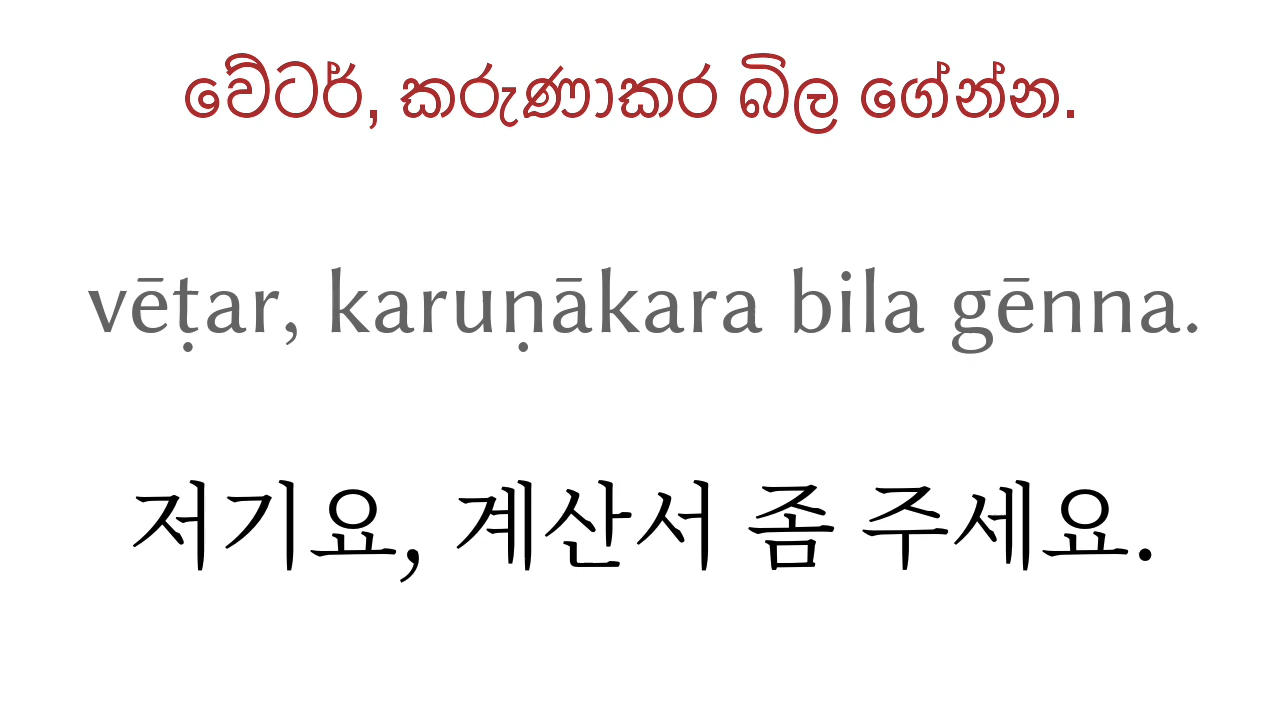 වේටර්, කරුණාකර බිල ගේන්න.
vēṭar, karuṇākara bila gēnna.
저기요, 계산서 좀 주세요.